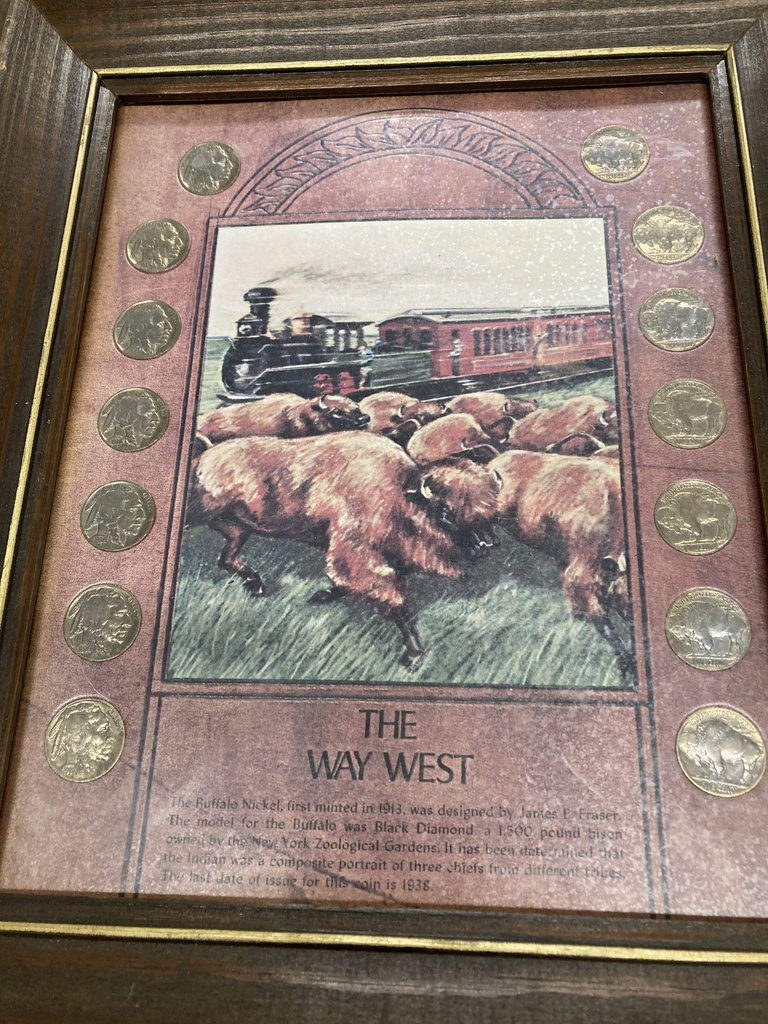 THE
WAY WEST
The Buffalo Nickel, first minted in 1913, was designed by James E. Fraser.
The model for the Buffalo was Black Diamond, a 1,500 pound bison
owned by the New York Zoological Gardens. It has been determined that
the Indian was a composite portrait of three chiefs from different tribes.
The last date of issue for this coin is 1938.